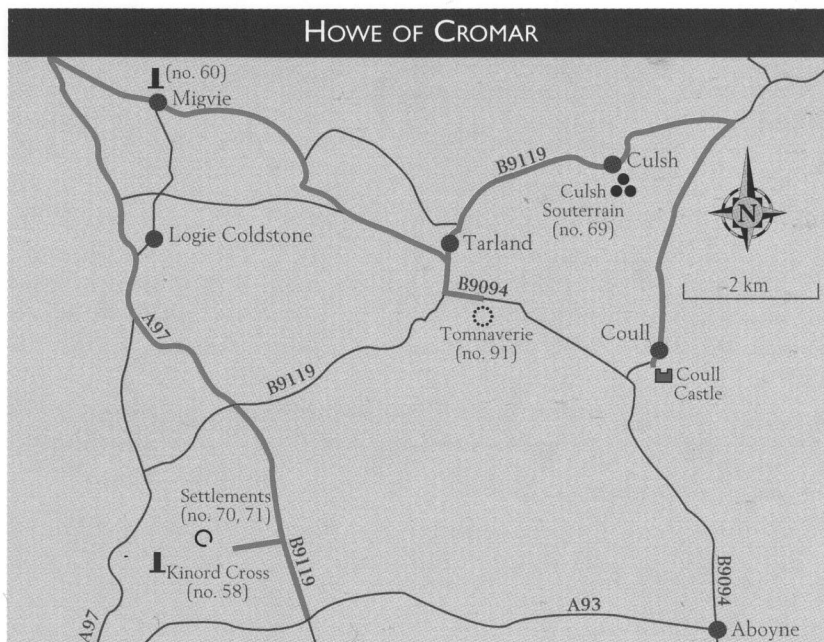 HOWE OF CROMAR
(no. 60)
Migvie
B9119
Culsh
Culsh
Souterrain
(no. 69)
N
Logie Coldstone
Tarland
2 km
B9094
A97
Tomnaverie
(no. 91)
Coull
Coull
Castle
B9119
Settlements
(no. 70, 71)
B9119
Kinord Cross
(no. 58)
B9094
A97
A93
Aboyne